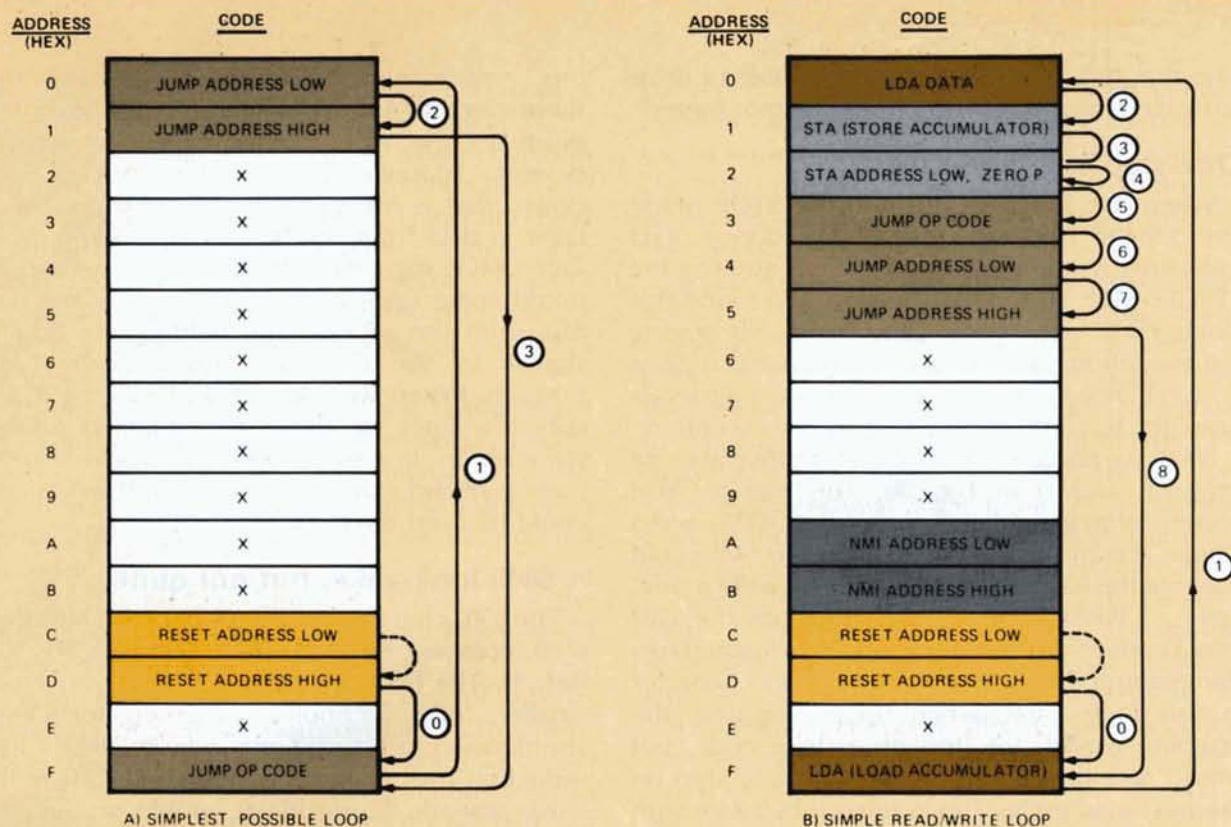 ADDRESS
(HEX)
CODE
0 JUMP ADDRESS LOW
1 JUMP ADDRESS HIGH
2 X
3 X
4 X
5 X
6 X
7 X
8 X
9 X
A X
B X
C RESET ADDRESS LOW
D RESET ADDRESS HIGH
E X
F JUMP OP CODE
2
3
1
0
A) SIMPLEST POSSIBLE LOOP
ADDRESS
(HEX)
CODE
0 LDA DATA
1 STA (STORE ACCUMULATOR)
2 STA ADDRESS LOW, ZERO P
3 JUMP OP CODE
4 JUMP ADDRESS LOW
5 JUMP ADDRESS HIGH
6 X
7 X
8 X
9 X
A NMI ADDRESS LOW
B NMI ADDRESS HIGH
C RESET ADDRESS LOW
D RESET ADDRESS HIGH
E X
F LDA (LOAD ACCUMULATOR)
2
3
4
5
6
7
8
1
0
B) SIMPLE READ/WRITE LOOP